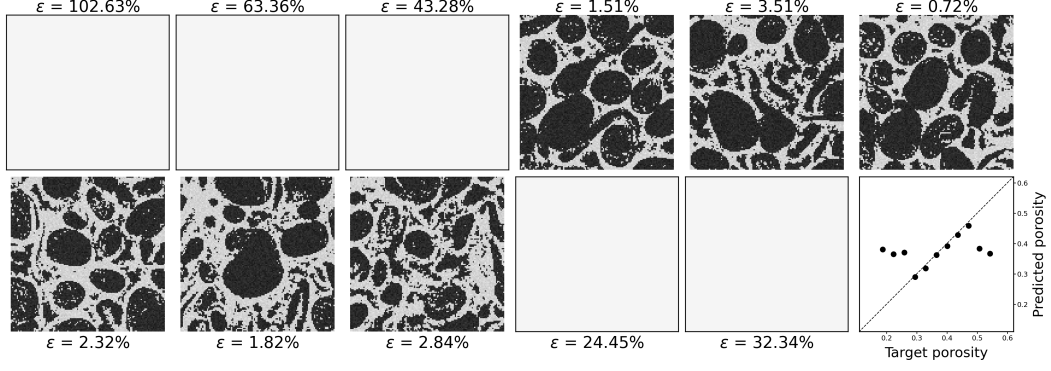 ε = 102.63%
ε = 63.36%
ε = 43.28%
ε = 1.51%
ε = 3.51%
ε = 0.72%
ε = 2.32%
ε = 1.82%
ε = 2.84%
ε = 24.45%
ε = 32.34%
0.6
0.5
0.4
0.3
0.2
Predicted porosity
0.2 0.3 0.4 0.5 0.6
Target porosity